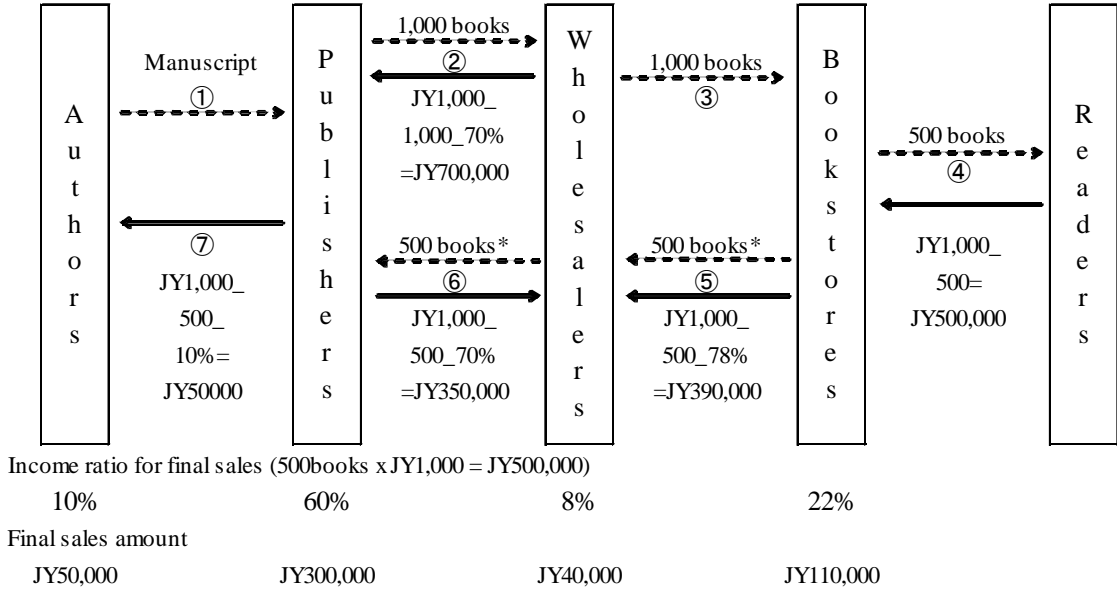 Authors
Publishers
Wholesalers
Bookstores
Readers
Manuscript
①
1,000 books
②
JY1,000_
1,000_70%
=JY700,000
1,000 books
③
500 books
④
JY1,000_
500=
JY500,000
500 books*
⑤
JY1,000_
500_78%
=JY390,000
500 books*
⑥
JY1,000_
500_70%
=JY350,000
⑦
JY1,000_
500_
10%=
JY50000
Income ratio for final sales (500books x JY1,000 = JY500,000)
10% 60% 8% 22%
Final sales amount
JY50,000 JY300,000 JY40,000 JY110,000